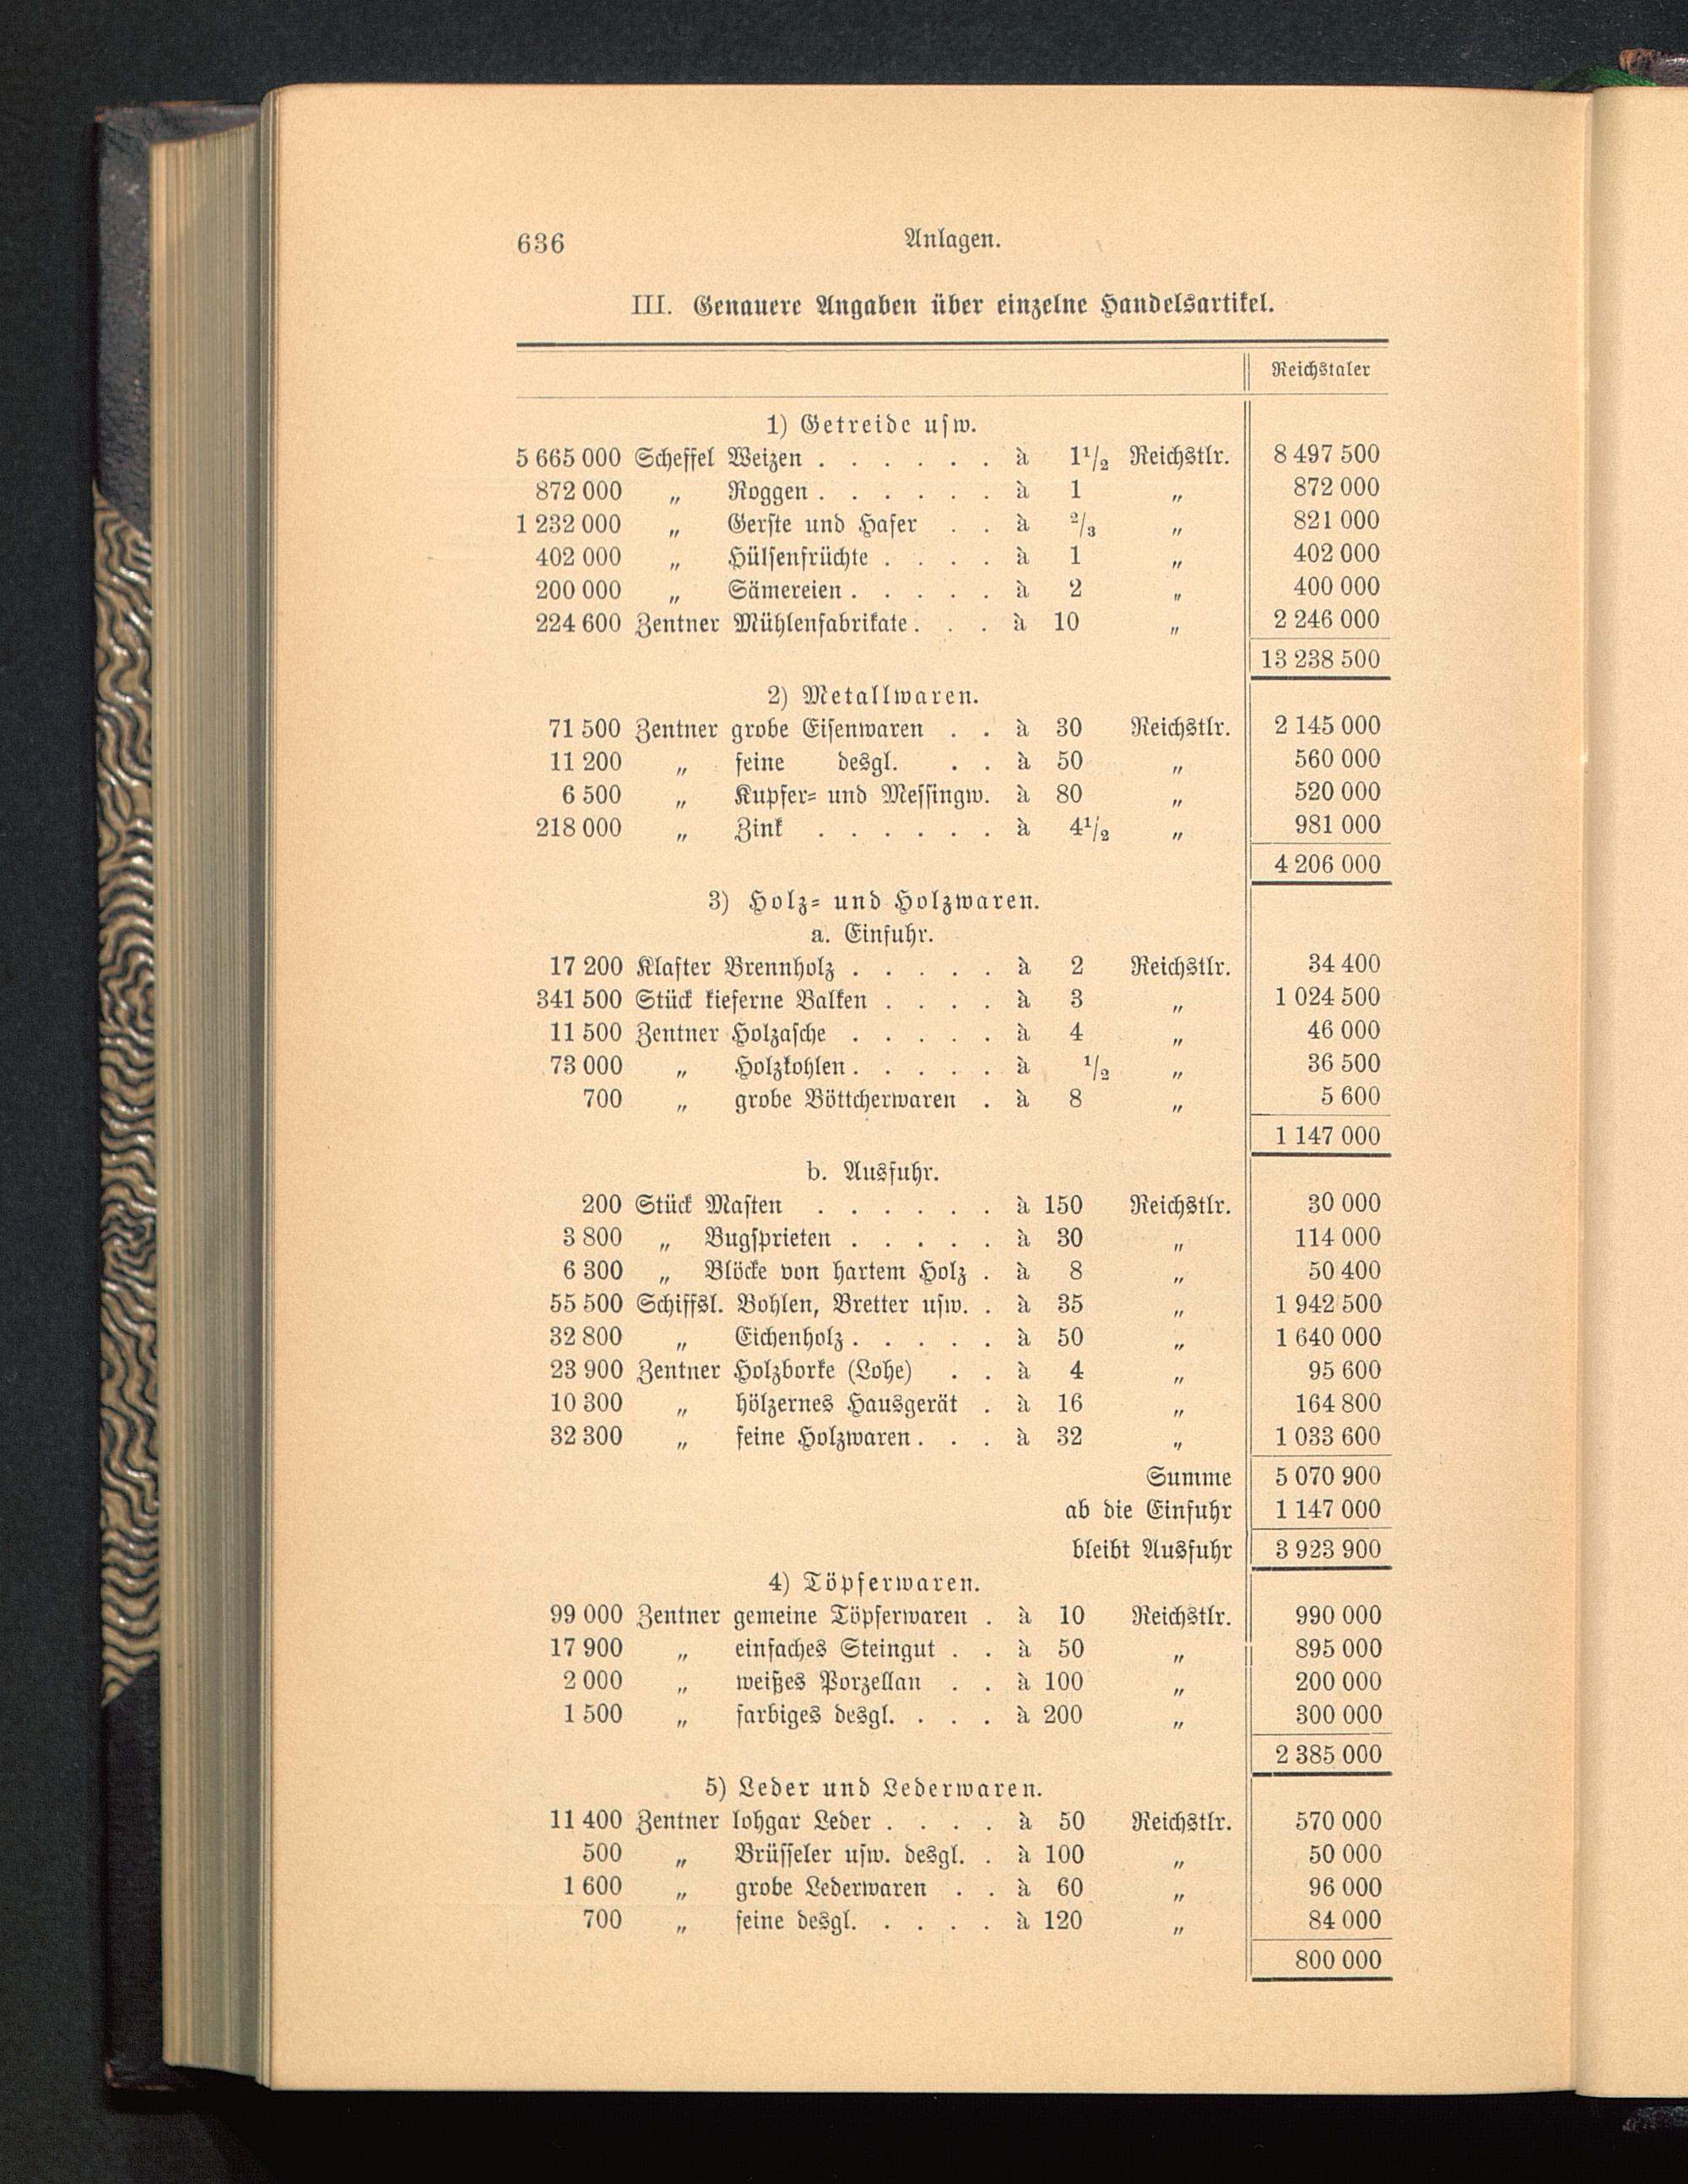 636 Anlagen.
III. Genauere Angaben über einzelne Handelsartikel.
Reichstaler
1) Getreide usw.
5 665 000 Scheffel Weizen . . . . . . à 1 1/2 Reichstlr. 8 497 500
872 000 „ Roggen . . . . . . à 1 „ 872 000
1 232 000 „ Gerste und Hafer . . à 2/3 „ 821 000
402 000 „ Hülsenfrüchte . . . . à 1 „ 402 000
200 000 „ Sämereien . . . . . à 2 „ 400 000
224 600 Zentner Mühlenfabrikate . . . à 10 „ 2 246 000
13 238 500
2) Metallwaren.
71 500 Zentner grobe Eisenwaren . . à 30 Reichstlr. 2 145 000
11 200 „ feine desgl. . . à 50 „ 560 000
6 500 „ Kupfer- und Messingw. à 80 „ 520 000
218 000 „ Zink . . . . . . à 4 1/2 „ 981 000
4 206 000
3) Holz- und Holzwaren.
a. Einfuhr.
17 200 Klafter Brennholz . . . . . à 2 Reichstlr. 34 400
341 500 Stück kieferne Balken . . . . à 3 „ 1 024 500
11 500 Zentner Holzasche . . . . . à 4 „ 46 000
73 000 „ Holzkohlen . . . . . à 1/2 „ 36 500
700 „ grobe Böttcherwaren . à 8 „ 5 600
1 147 000
b. Ausfuhr.
200 Stück Masten . . . . . . à 150 Reichstlr. 30 000
3 800 „ Bugsprieten . . . . . à 30 „ 114 000
6 300 „ Blöcke von hartem Holz . à 8 „ 50 400
55 500 Schiffsl. Bohlen, Bretter usw. . à 35 „ 1 942 500
32 800 „ Eichenholz . . . . . à 50 „ 1 640 000
23 900 Zentner Holzborke (Lohe) . . à 4 „ 95 600
10 300 „ hölzernes Hausgerät . à 16 „ 164 800
32 300 „ feine Holzwaren . . . à 32 „ 1 033 600
Summe 5 070 900
ab die Einfuhr 1 147 000
bleibt Ausfuhr 3 923 900
4) Töpferwaren.
99 000 Zentner gemeine Töpferwaren . à 10 Reichstlr. 990 000
17 900 „ einfaches Steingut . . à 50 „ 895 000
2 000 „ weißes Porzellan . . à 100 „ 200 000
1 500 „ farbiges desgl. . . . à 200 „ 300 000
2 385 000
5) Leder und Lederwaren.
11 400 Zentner lohgar Leder . . . . à 50 Reichstlr. 570 000
500 „ Brüsseler usw. desgl. . à 100 „ 50 000
1 600 „ grobe Lederwaren . . à 60 „ 96 000
700 „ feine desgl. . . . . à 120 „ 84 000
800 000